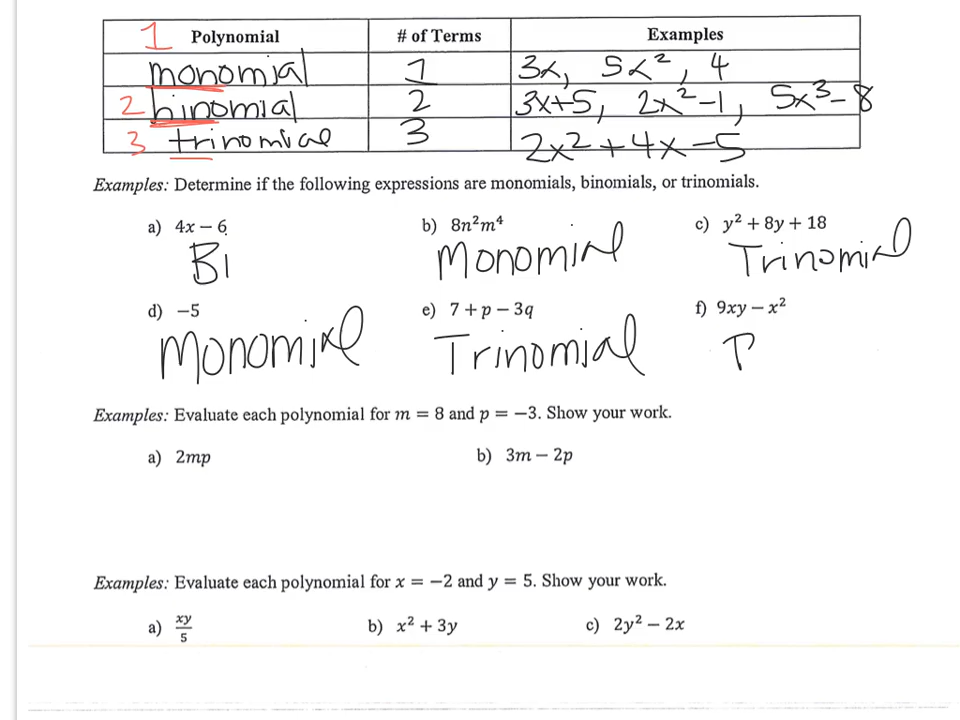 1 Polynomial # of Terms Examples
monomial 1 3x, 5x², 4
2 binomial 2 3x+5, 2x²-1, 5x³-8
3 trinomial 3 2x²+4x-5
Examples: Determine if the following expressions are monomials, binomials, or trinomials.
a) 4x − 6 b) 8n²m⁴ c) y² + 8y + 18
Bi Monomial Trinomial
d) −5 e) 7 + p − 3q f) 9xy − x²
Monomial Trinomial
Examples: Evaluate each polynomial for m = 8 and p = −3. Show your work.
a) 2mp b) 3m − 2p
Examples: Evaluate each polynomial for x = −2 and y = 5. Show your work.
a) xy/5 b) x² + 3y c) 2y² − 2x